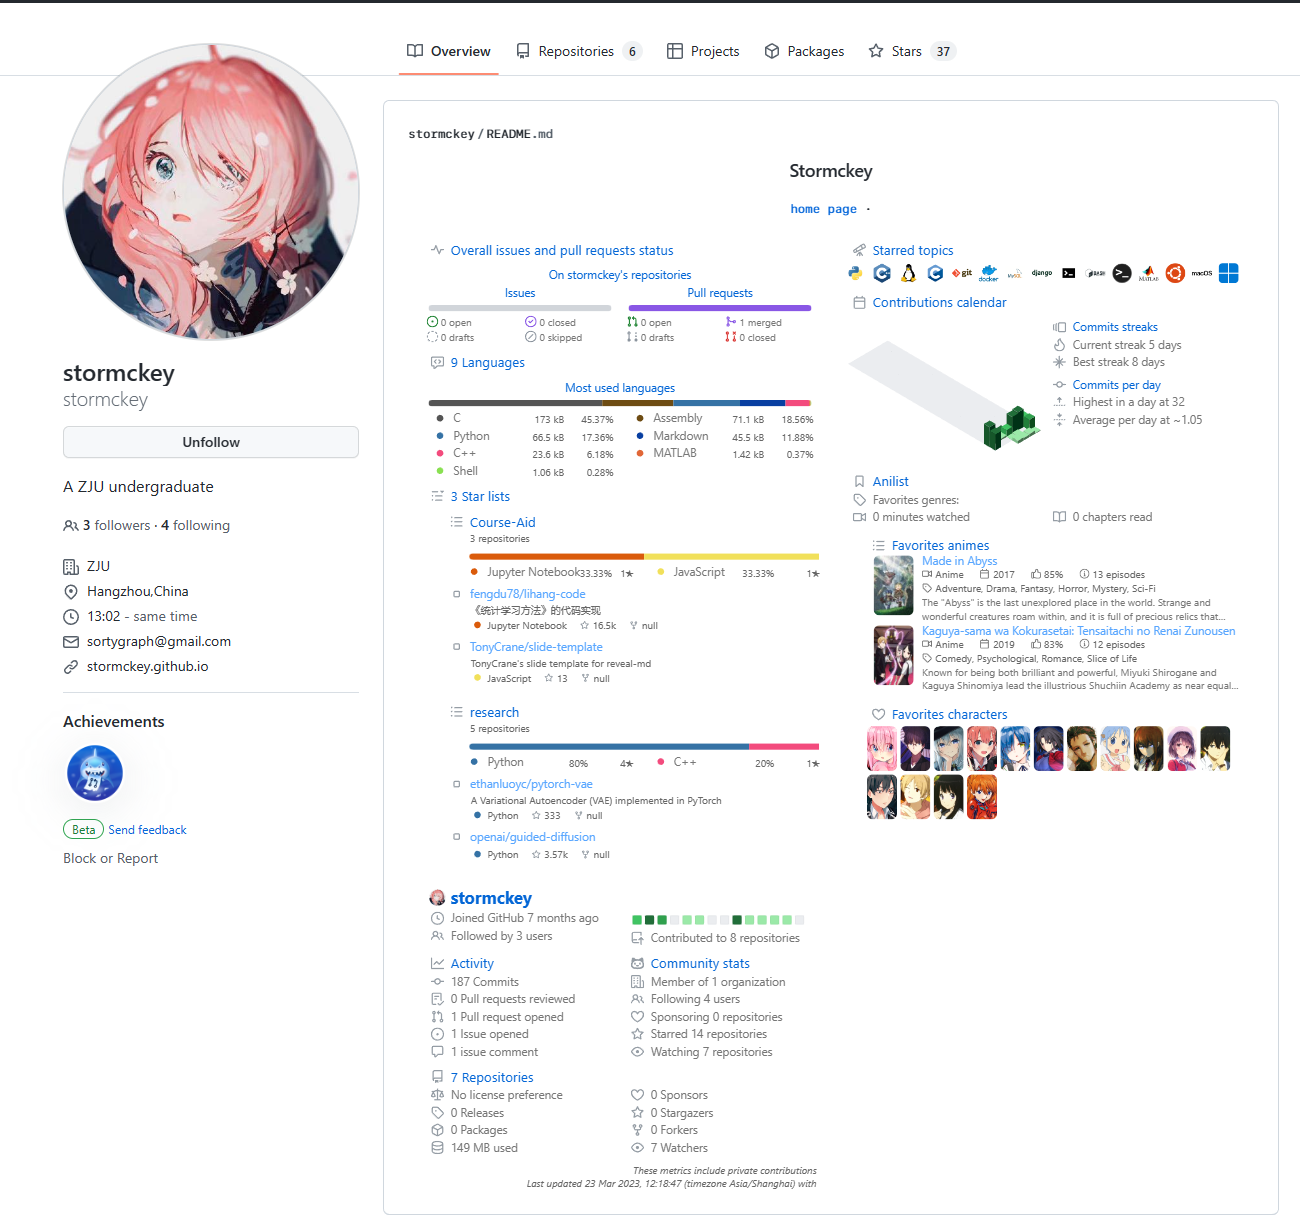 Overview
Repositories 6
Projects
Packages
Stars 37
stormckey
stormckey
Unfollow
A ZJU undergraduate
3 followers · 4 following
ZJU
Hangzhou,China
13:02 - same time
sortygraph@gmail.com
stormckey.github.io
Achievements
Beta Send feedback
Block or Report
stormckey/README.md
Stormckey
home page ·
Overall issues and pull requests status
On stormckey's repositories
Issues
Pull requests
0 open
0 closed
0 open
1 merged
0 drafts
0 skipped
0 drafts
0 closed
9 Languages
Most used languages
C 173 kB 45.37%
Assembly 71.1 kB 18.56%
Python 66.5 kB 17.36%
Markdown 45.5 kB 11.88%
C++ 23.6 kB 6.18%
MATLAB 1.42 kB 0.37%
Shell 1.06 kB 0.28%
3 Star lists
Course-Aid
3 repositories
Jupyter Notebook 33.33% 1★
JavaScript 33.33% 1★
fengdu78/lihang-code
《统计学习方法》的代码实现
Jupyter Notebook 16.5k null
TonyCrane/slide-template
TonyCrane's slide template for reveal-md
JavaScript 13 null
research
5 repositories
Python 80% 4★
C++ 20% 1★
ethanluoyc/pytorch-vae
A Variational Autoencoder (VAE) implemented in PyTorch
Python 333 null
openai/guided-diffusion
Python 3.57k null
stormckey
Joined GitHub 7 months ago
Followed by 3 users
Contributed to 8 repositories
Activity
187 Commits
0 Pull requests reviewed
1 Pull request opened
1 Issue opened
1 issue comment
Community stats
Member of 1 organization
Following 4 users
Sponsoring 0 repositories
Starred 14 repositories
Watching 7 repositories
7 Repositories
No license preference
0 Releases
0 Packages
149 MB used
0 Sponsors
0 Stargazers
0 Forkers
7 Watchers
These metrics include private contributions
Last updated 23 Mar 2023, 12:18:47 (timezone Asia/Shanghai) with
Starred topics
git
docker
MySQL
django
BASH
MATLAB
macOS
Contributions calendar
Commits streaks
Current streak 5 days
Best streak 8 days
Commits per day
Highest in a day at 32
Average per day at ~1.05
Anilist
Favorites genres:
0 minutes watched
0 chapters read
Favorites animes
Made in Abyss
Anime 2017 85% 13 episodes
Adventure, Drama, Fantasy, Horror, Mystery, Sci-Fi
The "Abyss" is the last unexplored place in the world. Strange and
wonderful creatures roam within, and it is full of precious relics that...
Kaguya-sama wa Kokurasetai: Tensaitachi no Renai Zunousen
Anime 2019 83% 12 episodes
Comedy, Psychological, Romance, Slice of Life
Known for being both brilliant and powerful, Miyuki Shirogane and
Kaguya Shinomiya lead the illustrious Shuchiin Academy as near equal...
Favorites characters